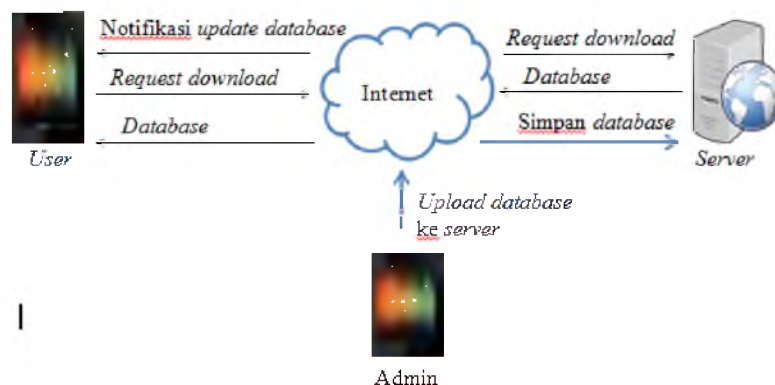 Notifikasi update database
Request download
Database
User
Internet
Request download
Database
Simpan database
Server
Upload database
ke server
Admin